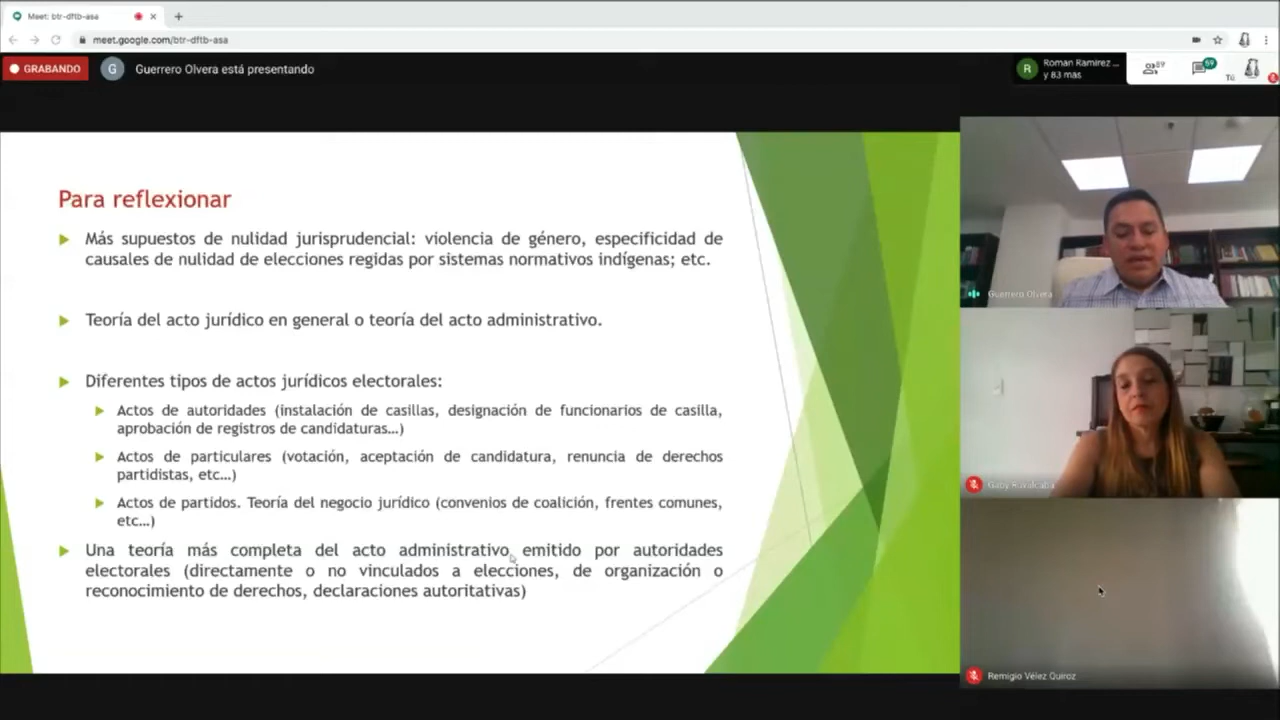 Meet: btr-dftb-asa
meet.google.com/btr-dftb-asa
GRABANDO
G
Guerrero Olvera está presentando
R
Roman Ramirez ...
y 83 más
89
59
Tú
Para reflexionar
Más supuestos de nulidad jurisprudencial: violencia de género, especificidad de
causales de nulidad de elecciones regidas por sistemas normativos indígenas; etc.
Teoría del acto jurídico en general o teoría del acto administrativo.
Diferentes tipos de actos jurídicos electorales:
Actos de autoridades (instalación de casillas, designación de funcionarios de casilla,
aprobación de registros de candidaturas…)
Actos de particulares (votación, aceptación de candidatura, renuncia de derechos
partidistas, etc…)
Actos de partidos. Teoría del negocio jurídico (convenios de coalición, frentes comunes,
etc…)
Una teoría más completa del acto administrativo emitido por autoridades
electorales (directamente o no vinculados a elecciones, de organización o
reconocimiento de derechos, declaraciones autoritativas)
Guerrero Olvera
Gaby Ruvalcaba
Remigio Vélez Quiroz